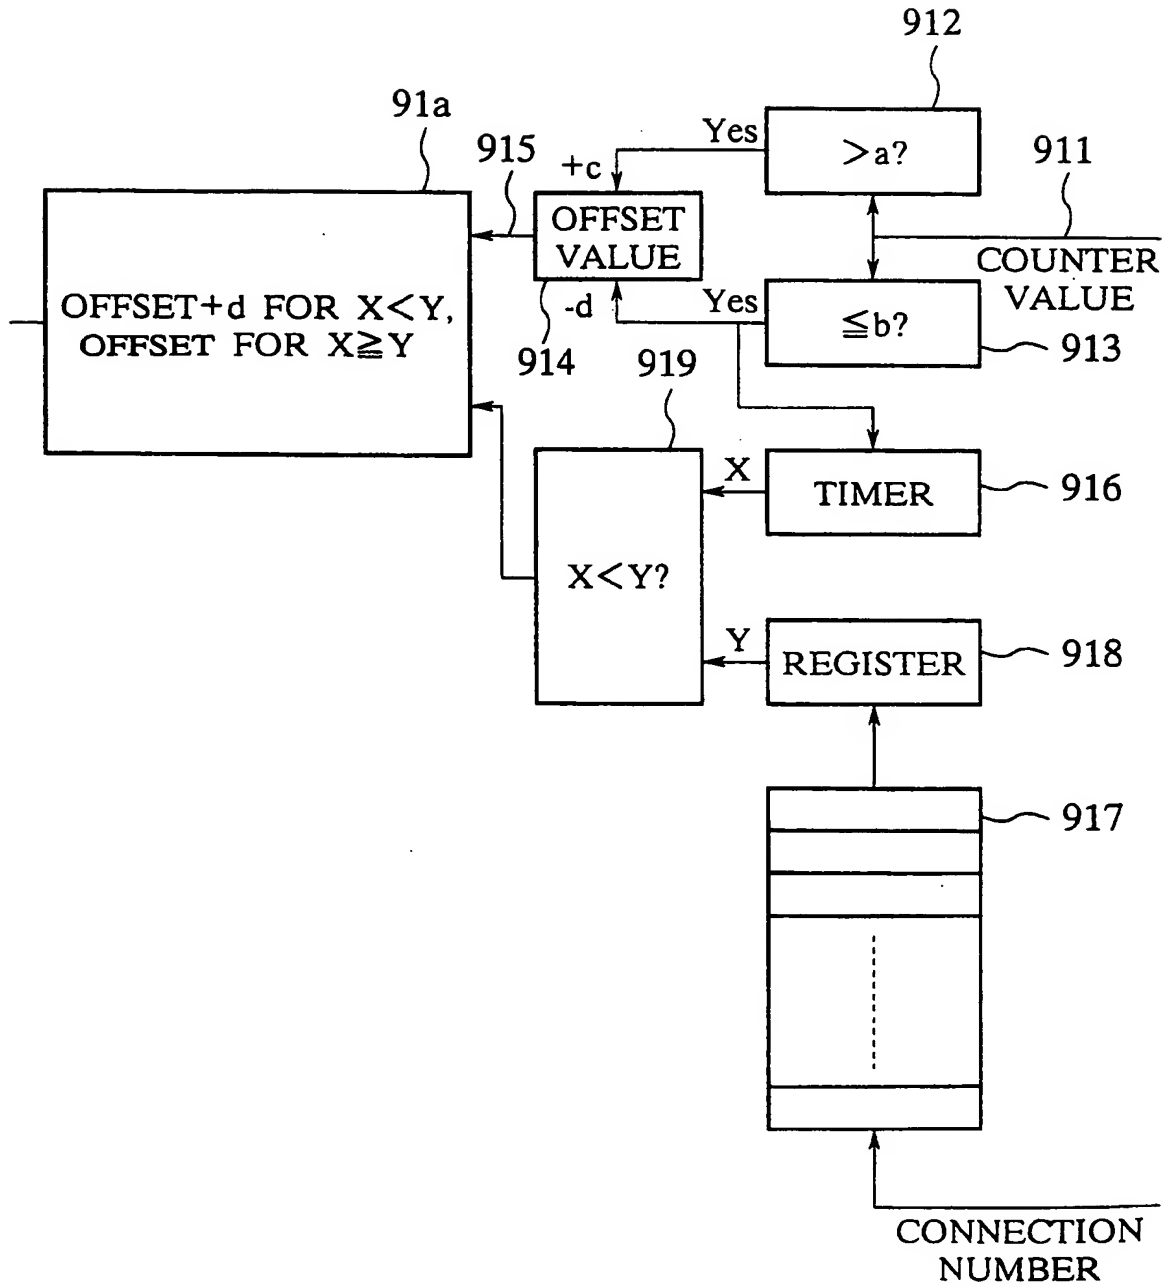 912
91a
Yes
>a?
915
911
+c
OFFSET
VALUE
COUNTER
VALUE
OFFSET+d FOR X<Y,
OFFSET FOR X≧Y
-d
Yes
≦b?
913
914
919
X
TIMER
916
X<Y?
Y
REGISTER
918
917
CONNECTION
NUMBER